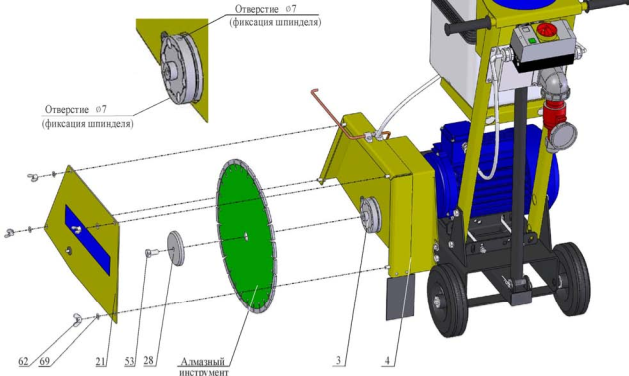 Отверстие ⌀7
(фиксация шпинделя)
Отверстие ⌀7
(фиксация шпинделя)
62 69 21 53 28 Алмазный инструмент 3 4